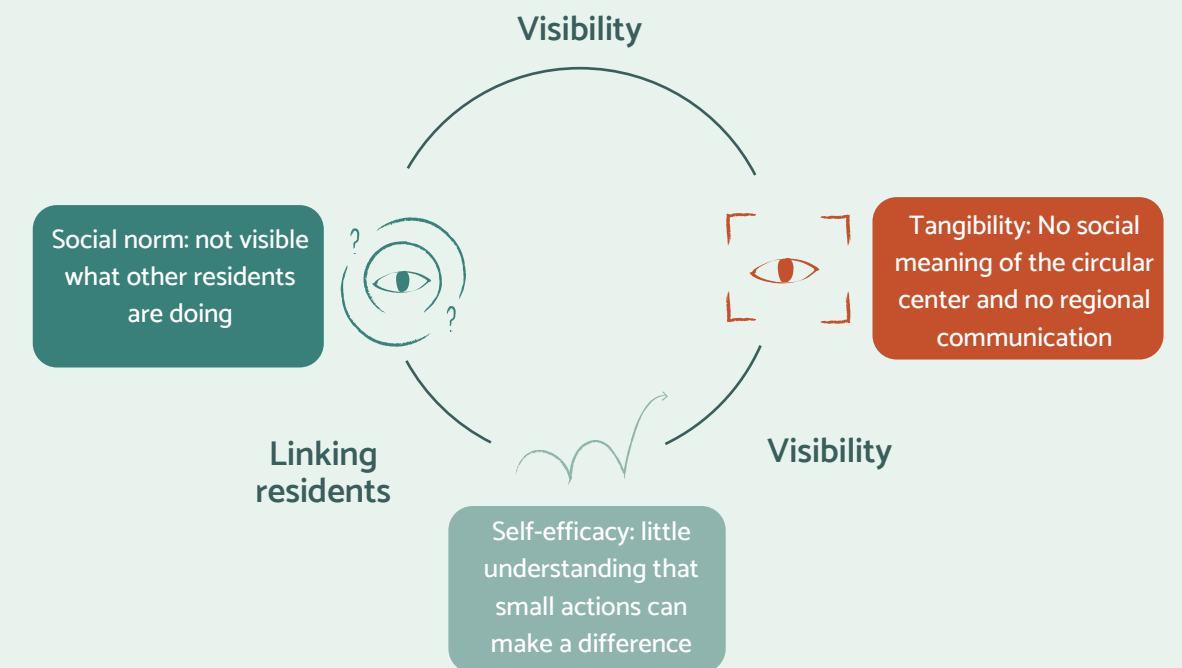 Visibility
Social norm: not visible
what other residents
are doing
?
?
Tangibility: No social
meaning of the circular
center and no regional
communication
Linking
residents
Visibility
Self-efficacy: little
understanding that
small actions can
make a difference